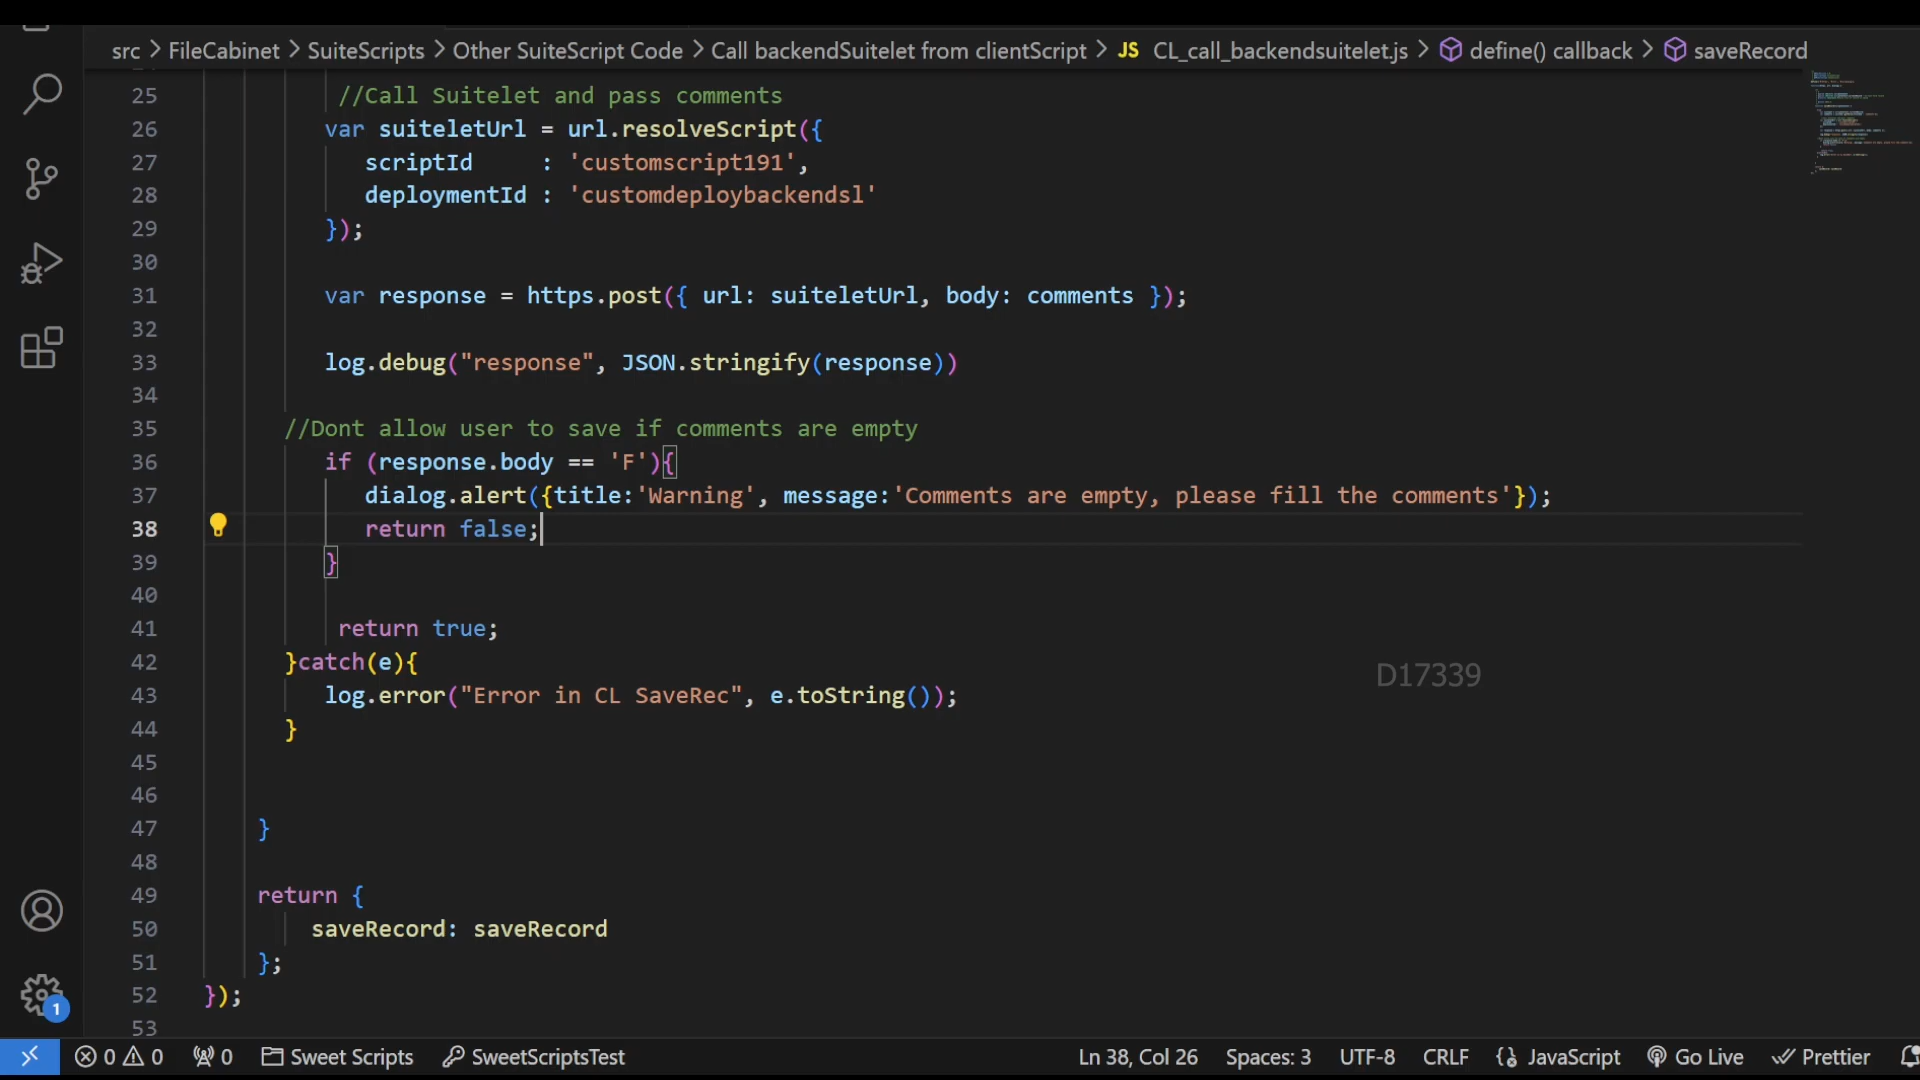 src > FileCabinet > SuiteScripts > Other SuiteScript Code > Call backendSuitelet from clientScript > JS CL_call_backendsuitelet.js > define() callback > saveRecord
25 //Call Suitelet and pass comments
26 var suiteletUrl = url.resolveScript({
27 scriptId : 'customscript191',
28 deploymentId : 'customdeploybackendsl'
29 });
30
31 var response = https.post({ url: suiteletUrl, body: comments });
32
33 log.debug("response", JSON.stringify(response))
34
35 //Dont allow user to save if comments are empty
36 if (response.body == 'F'){
37 dialog.alert({title:'Warning', message:'Comments are empty, please fill the comments'});
38 return false;
39 }
40
41 return true;
42 }catch(e){
43 log.error("Error in CL SaveRec", e.toString());
44 }
45
46
47 }
48
49 return {
50 saveRecord: saveRecord
51 };
52 });
53
D17339
1
0 0 0 Sweet Scripts SweetScriptsTest Ln 38, Col 26 Spaces: 3 UTF-8 CRLF {} JavaScript Go Live Prettier